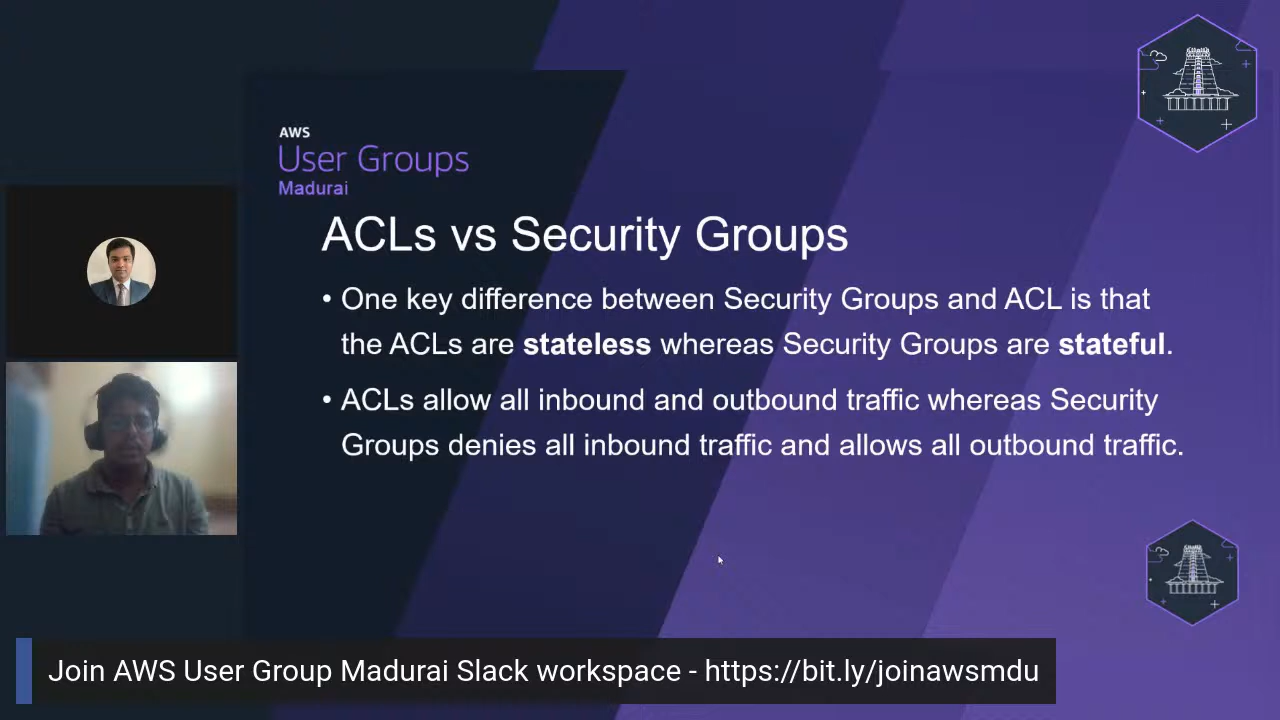 AWS
User Groups
Madurai
ACLs vs Security Groups
• One key difference between Security Groups and ACL is that
the ACLs are stateless whereas Security Groups are stateful.
• ACLs allow all inbound and outbound traffic whereas Security
Groups denies all inbound traffic and allows all outbound traffic.
Join AWS User Group Madurai Slack workspace - https://bit.ly/joinawsmdu